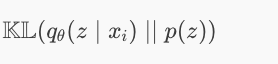 𝕂𝕃(q_θ(z | x_i) || p(z))